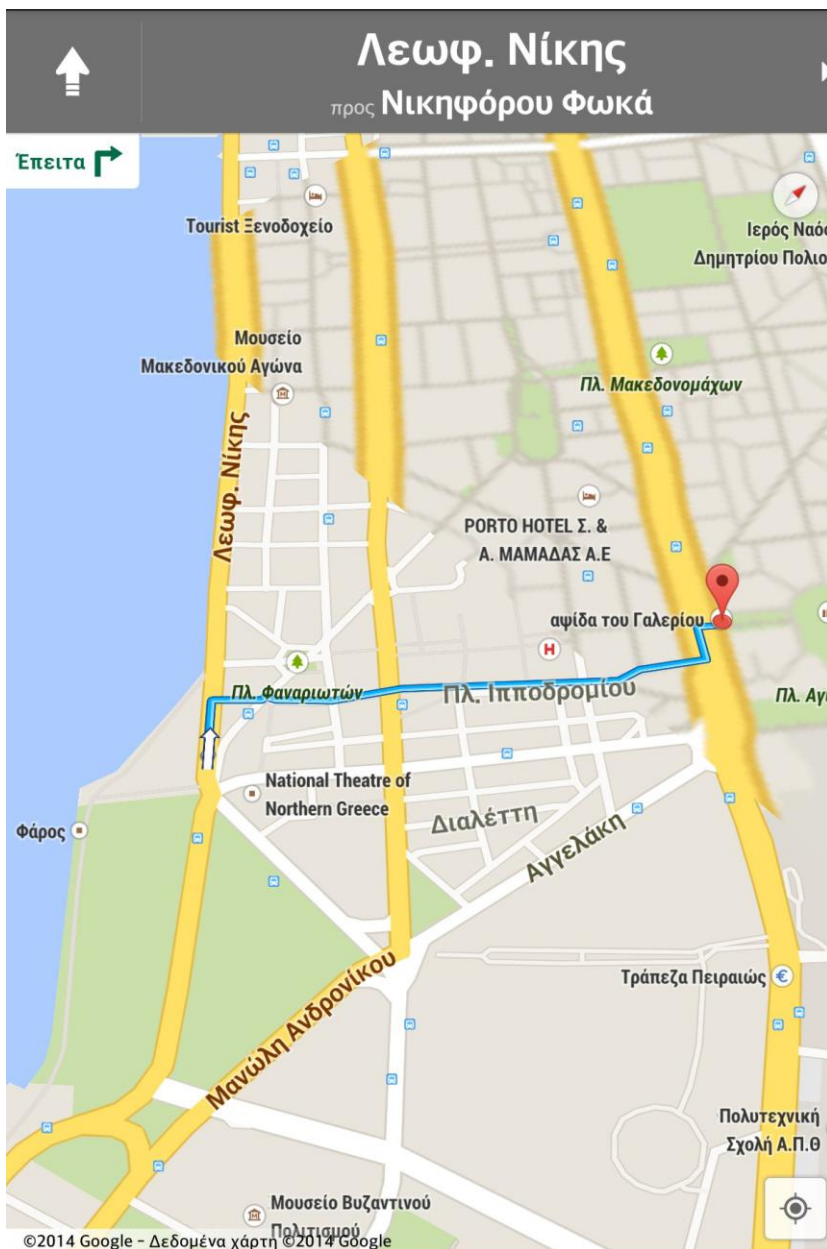 Λεωφ. Νίκης
προς Νικηφόρου Φωκά
Έπειτα
Tourist Ξενοδοχείο
Ιερός Ναός
Δημητρίου Πολιο
Μουσείο
Μακεδονικού Αγώνα
Πλ. Μακεδονομάχων
Λεωφ. Νίκης
PORTO HOTEL Σ. &
Α. ΜΑΜΑΔΑΣ Α.Ε
αψίδα του Γαλερίου
H
Πλ. Φαναριωτών
Πλ. Ιπποδρομίου
Πλ. Αγι
National Theatre of
Northern Greece
Φάρος
Διαλέττη
Αγγελάκη
Μανώλη Ανδρονίκου
Τράπεζα Πειραιώς €
Πολυτεχνική
Σχολή Α.Π.Θ
Μουσείο Βυζαντινού
Πολιτισμού
©2014 Google - Δεδομένα χάρτη ©2014 Google